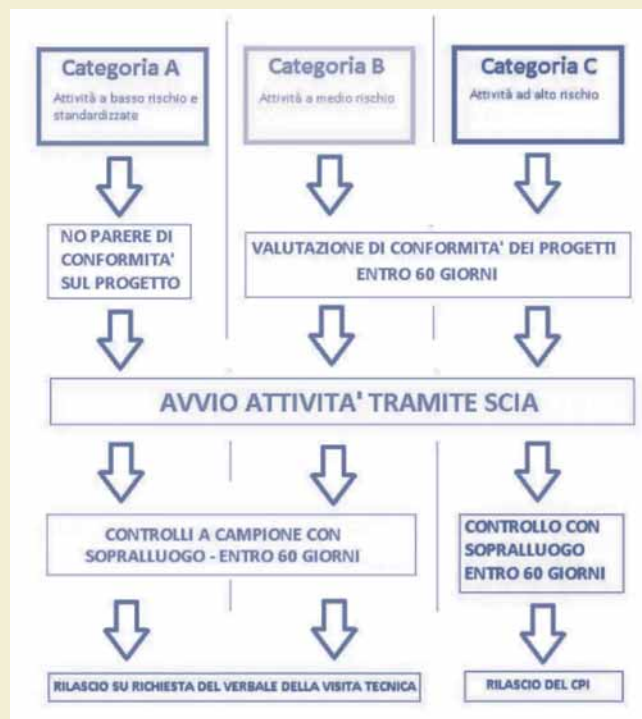 Categoria A
Attività a basso rischio e
standardizzate
Categoria B
Attività a medio rischio
Categoria C
Attività ad alto rischio
NO PARERE DI
CONFORMITA'
SUL PROGETTO
VALUTAZIONE DI CONFORMITA' DEI PROGETTI
ENTRO 60 GIORNI
AVVIO ATTIVITA' TRAMITE SCIA
CONTROLLI A CAMPIONE CON
SOPRALLUOGO - ENTRO 60 GIORNI
CONTROLLO CON
SOPRALLUOGO
ENTRO 60 GIORNI
RILASCIO SU RICHIESTA DEL VERBALE DELLA VISITA TECNICA
RILASCIO DEL CPI